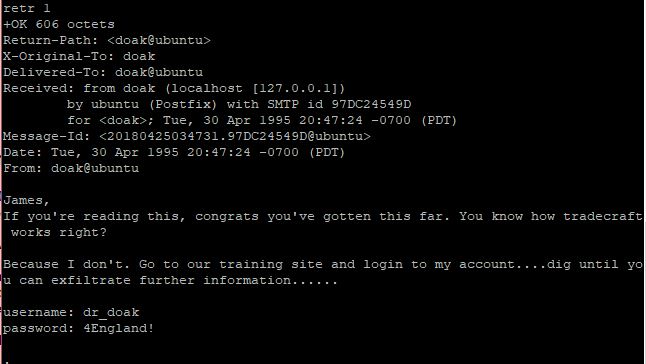 retr 1
+OK 606 octets
Return-Path: <doak@ubuntu>
X-Original-To: doak
Delivered-To: doak@ubuntu
Received: from doak (localhost [127.0.0.1])
        by ubuntu (Postfix) with SMTP id 97DC24549D
        for <doak>; Tue, 30 Apr 1995 20:47:24 -0700 (PDT)
Message-Id: <20180425034731.97DC24549D@ubuntu>
Date: Tue, 30 Apr 1995 20:47:24 -0700 (PDT)
From: doak@ubuntu

James,
If you're reading this, congrats you've gotten this far. You know how tradecraft
 works right?

Because I don't. Go to our training site and login to my account....dig until yo
u can exfiltrate further information......

username: dr_doak
password: 4England!

.